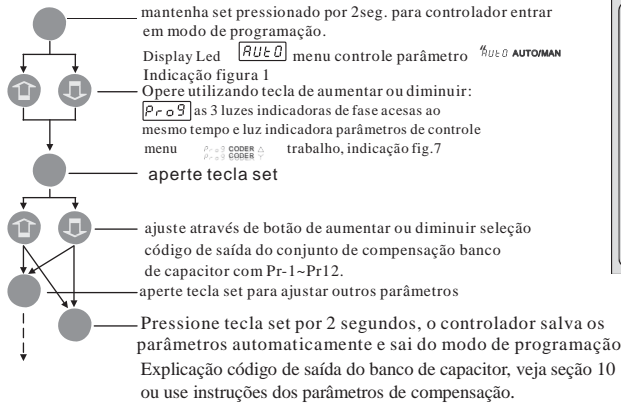 mantenha set pressionado por 2seg. para controlador entrar
em modo de programação.
Display Led AUtO menu controle parâmetro AUtO AUTO/MAN
Indicação figura 1
Opere utilizando tecla de aumentar ou diminuir:
Prog as 3 luzes indicadoras de fase acesas ao
mesmo tempo e luz indicadora parâmetros de controle
menu Prog CODER △ trabalho, indicação fig.7
Prog CODER ▽
aperte tecla set
ajuste através de botão de aumentar ou diminuir seleção
código de saída do conjunto de compensação banco
de capacitor com Pr-1~Pr12.
aperte tecla set para ajustar outros parâmetros
Pressione tecla set por 2 segundos, o controlador salva os
parâmetros automaticamente e sai do modo de programação
Explicação código de saída do banco de capacitor, veja seção 10
ou use instruções dos parâmetros de compensação.